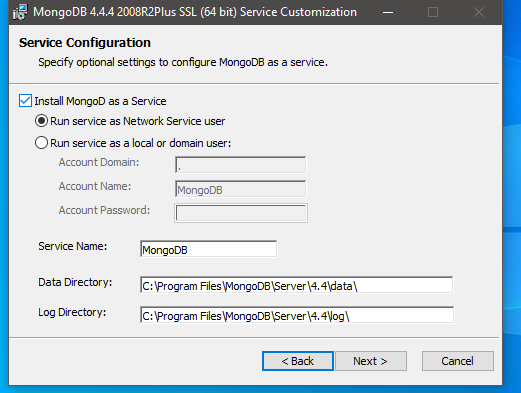 MongoDB 4.4.4 2008R2Plus SSL (64 bit) Service Customization
Service Configuration
Specify optional settings to configure MongoDB as a service.
Install MongoD as a Service
Run service as Network Service user
Run service as a local or domain user:
Account Domain: .
Account Name: MongoDB
Account Password:
Service Name: MongoDB
Data Directory: C:\Program Files\MongoDB\Server\4.4\data\
Log Directory: C:\Program Files\MongoDB\Server\4.4\log\
< Back Next > Cancel